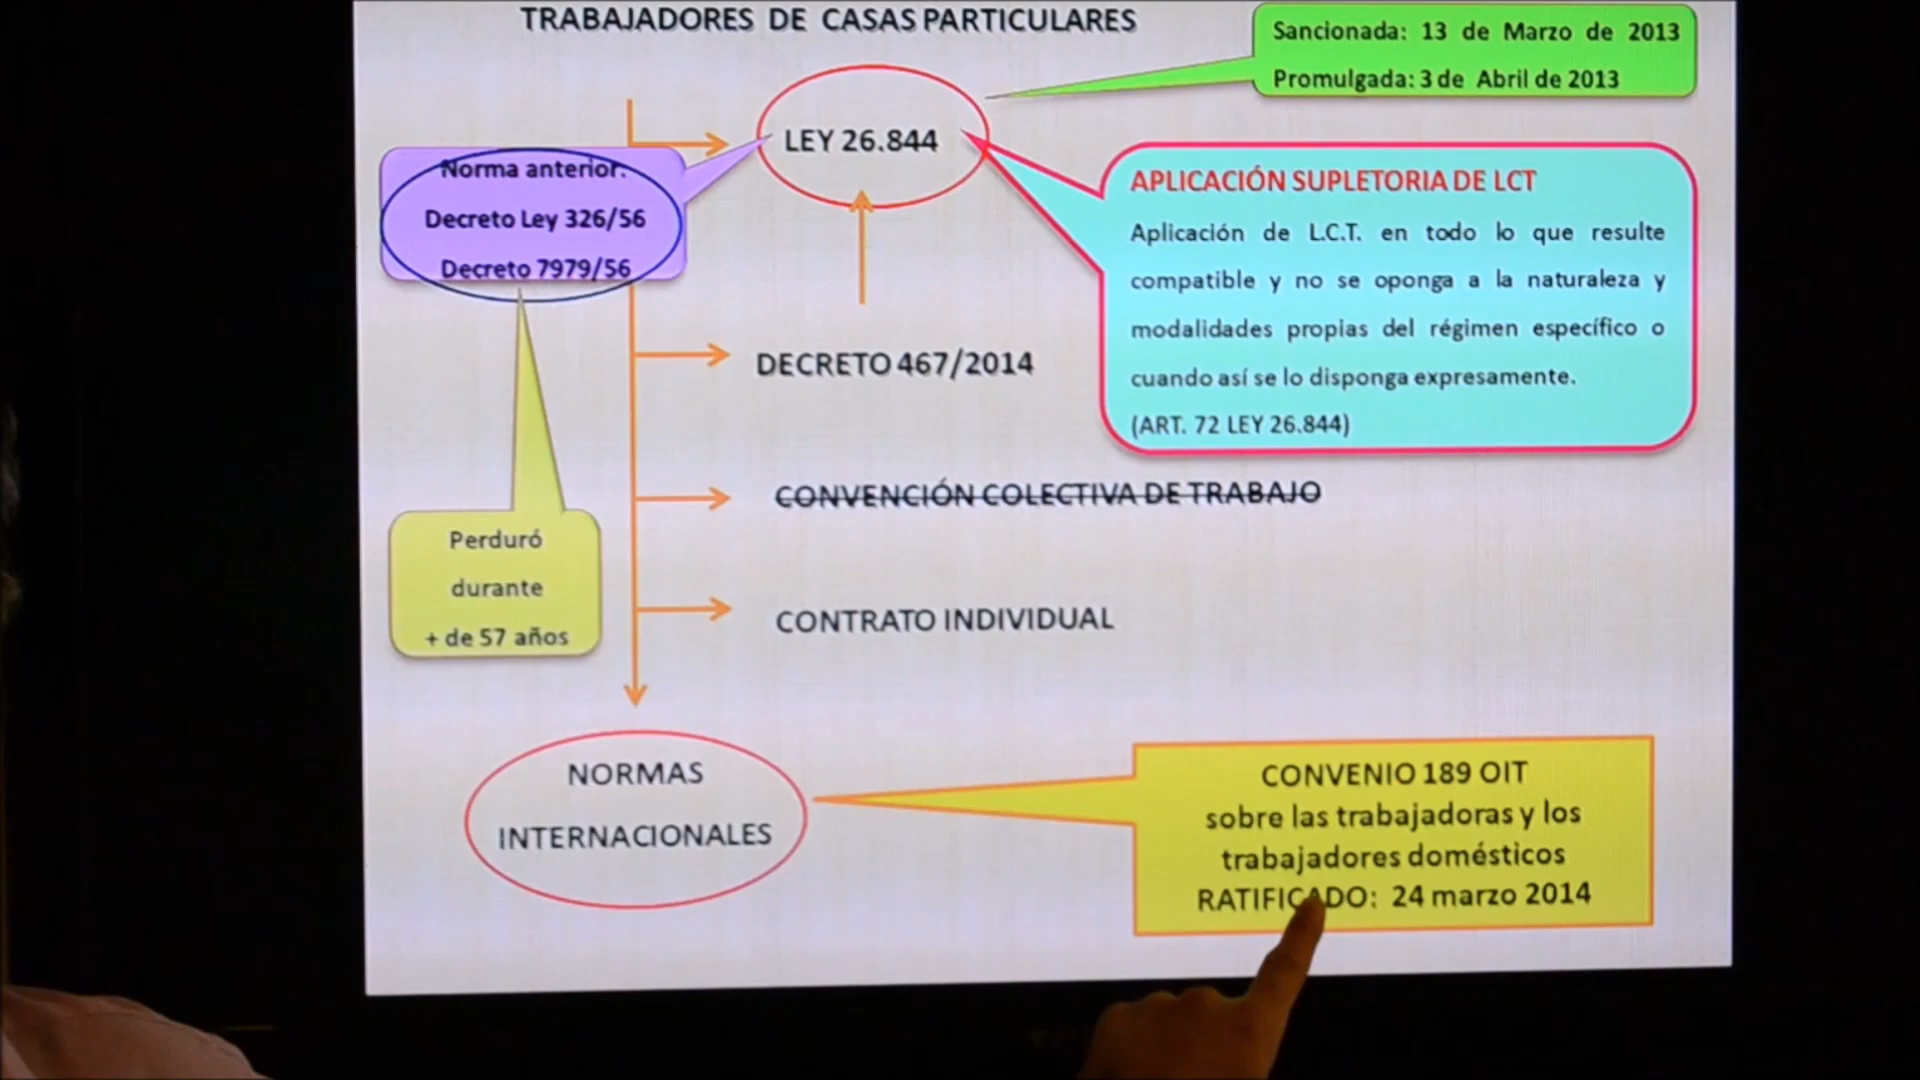 TRABAJADORES DE CASAS PARTICULARES
Sancionada: 13 de Marzo de 2013
Promulgada: 3 de Abril de 2013
LEY 26.844
Norma anterior:
Decreto Ley 326/56
Decreto 7979/56
APLICACIÓN SUPLETORIA DE LCT
Aplicación de L.C.T. en todo lo que resulte
compatible y no se oponga a la naturaleza y
modalidades propias del régimen específico o
cuando así se lo disponga expresamente.
(ART. 72 LEY 26.844)
DECRETO 467/2014
CONVENCIÓN COLECTIVA DE TRABAJO
Perduró
durante
+ de 57 años
CONTRATO INDIVIDUAL
NORMAS
INTERNACIONALES
CONVENIO 189 OIT
sobre las trabajadoras y los
trabajadores domésticos
RATIFICADO: 24 marzo 2014